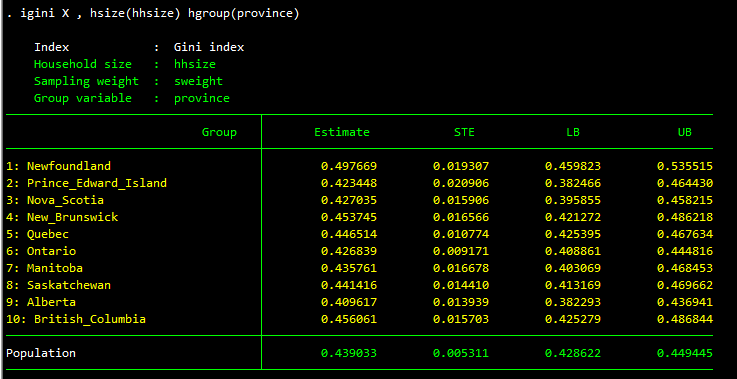 . igini X , hsize(hhsize) hgroup(province)
Index : Gini index
Household size : hhsize
Sampling weight : sweight
Group variable : province
Group Estimate STE LB UB
1: Newfoundland 0.497669 0.019307 0.459823 0.535515
2: Prince_Edward_Island 0.423448 0.020906 0.382466 0.464430
3: Nova_Scotia 0.427035 0.015906 0.395855 0.458215
4: New_Brunswick 0.453745 0.016566 0.421272 0.486218
5: Quebec 0.446514 0.010774 0.425395 0.467634
6: Ontario 0.426839 0.009171 0.408861 0.444816
7: Manitoba 0.435761 0.016678 0.403069 0.468453
8: Saskatchewan 0.441416 0.014410 0.413169 0.469662
9: Alberta 0.409617 0.013939 0.382293 0.436941
10: British_Columbia 0.456061 0.015703 0.425279 0.486844
Population 0.439033 0.005311 0.428622 0.449445